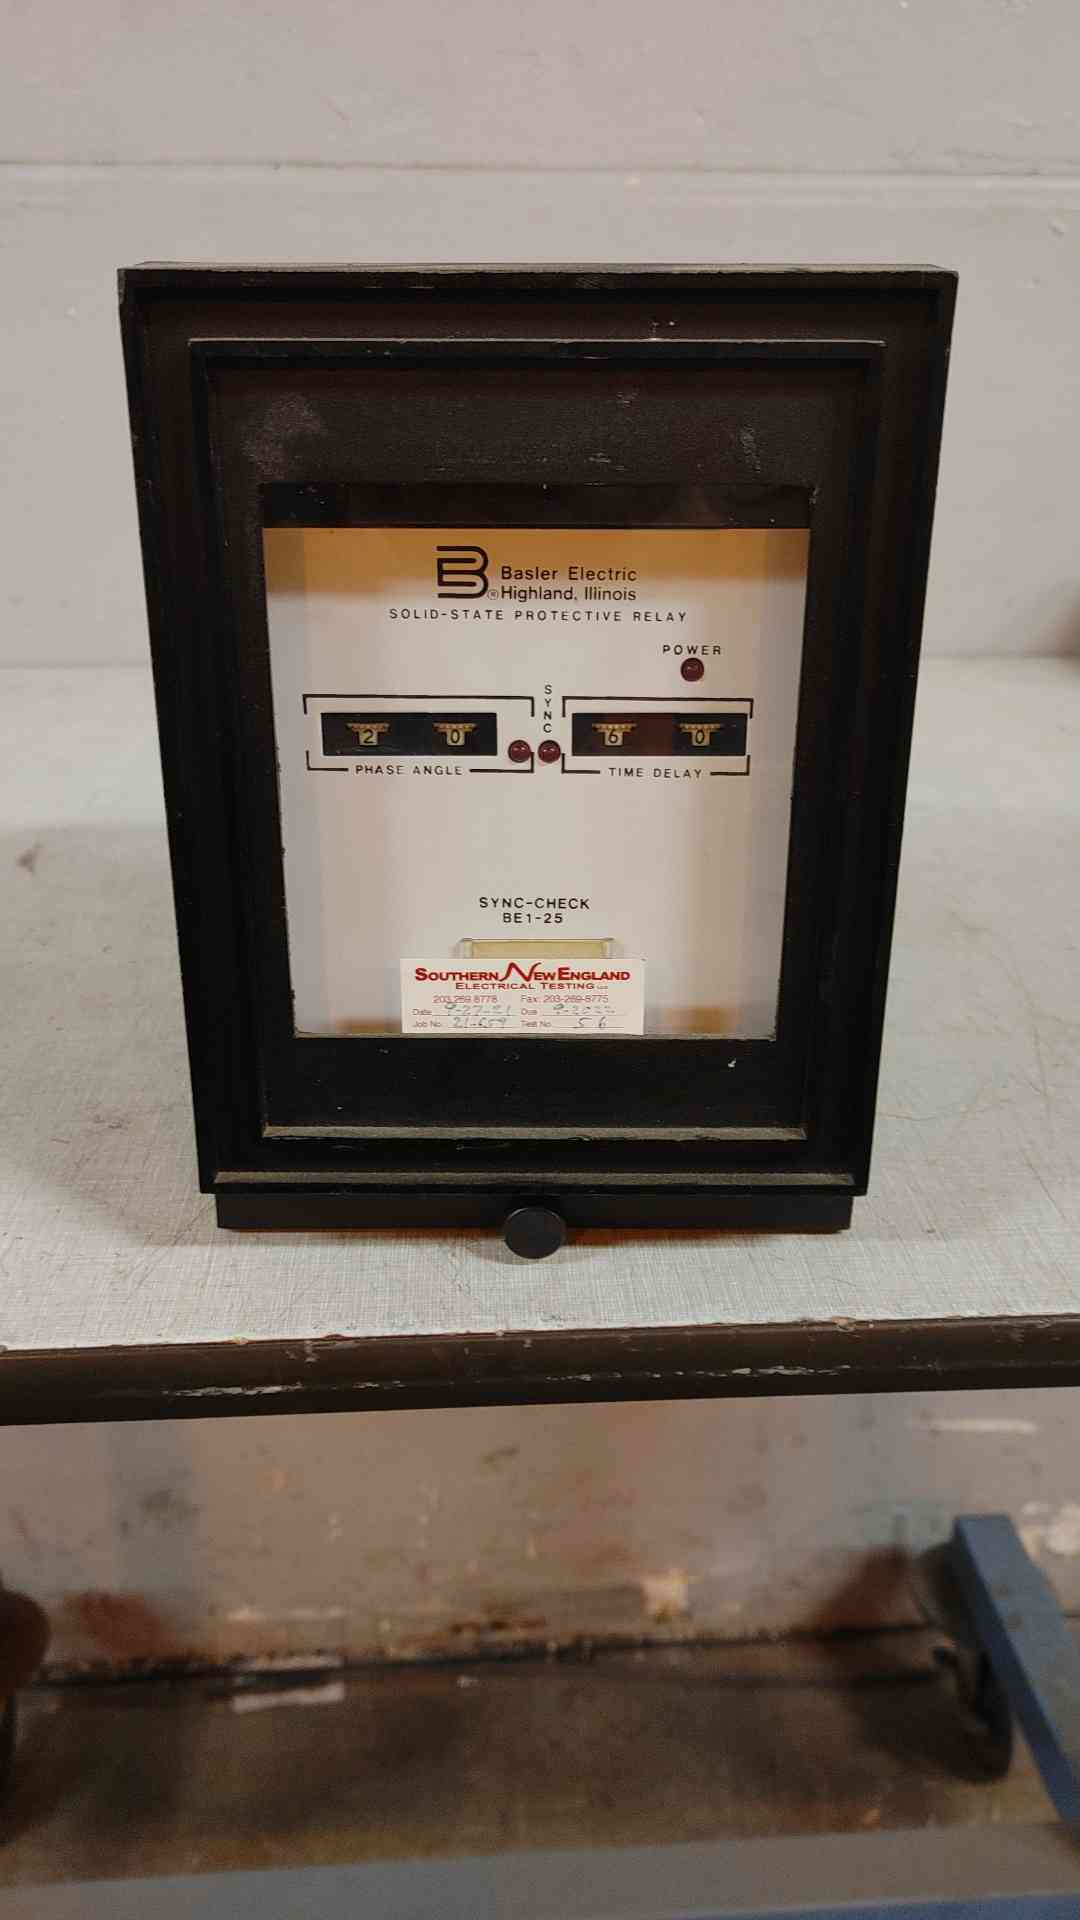 B
Basler Electric
® Highland, Illinois
SOLID-STATE PROTECTIVE RELAY
POWER
SYNC
2 0
6 0
PHASE ANGLE
TIME DELAY
SYNC-CHECK
BE1-25
SOUTHERN NEW ENGLAND
ELECTRICAL TESTING LLC
203.269.8778 Fax: 203-269-8775
Date 9-27-21 Due 9-2022
Job No. 21-659 Test No. 56